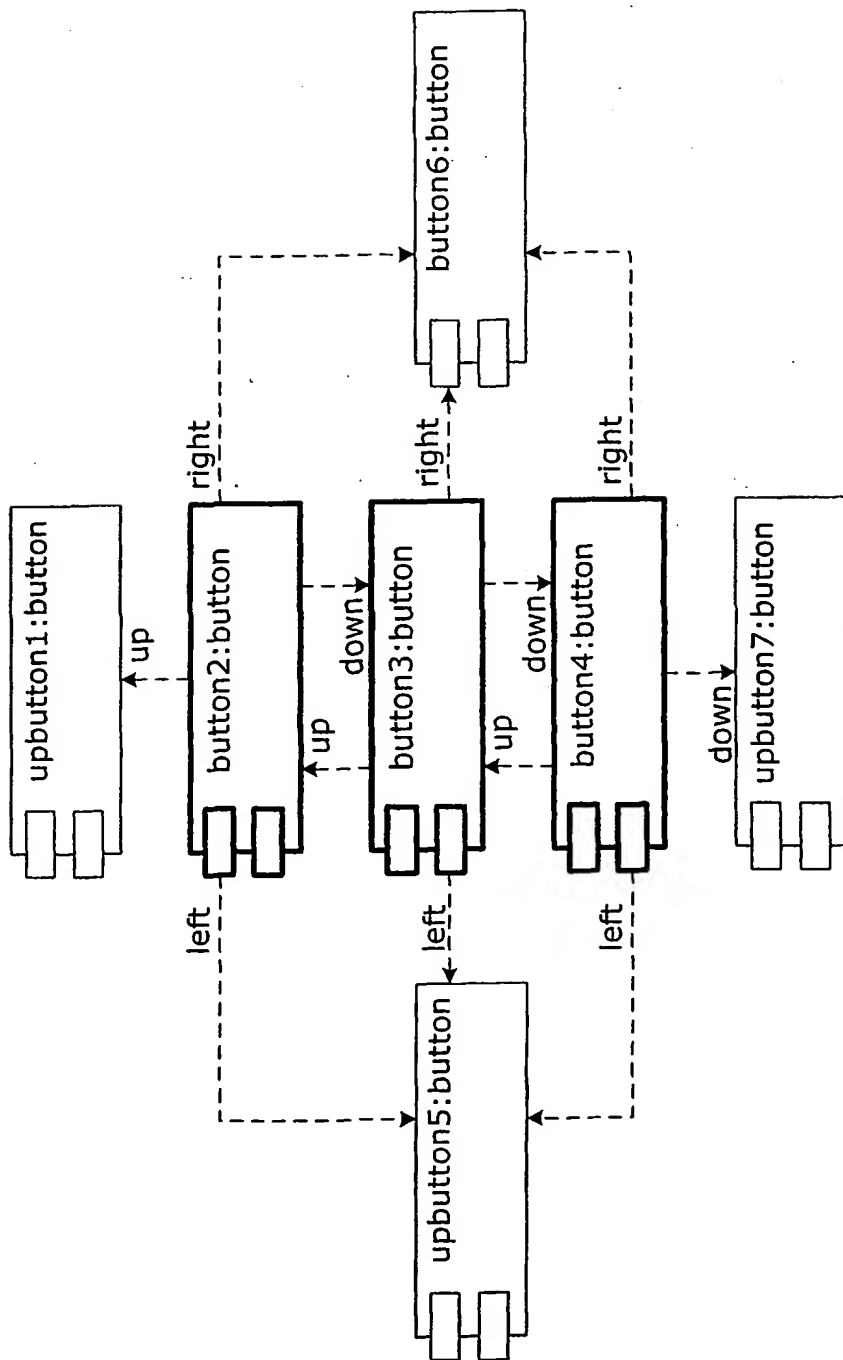 upbutton1:button
up
left
right
button2:button
up
down
button3:button
upbutton5:button
left
right
button6:button
up
down
button4:button
left
right
down
upbutton7:button